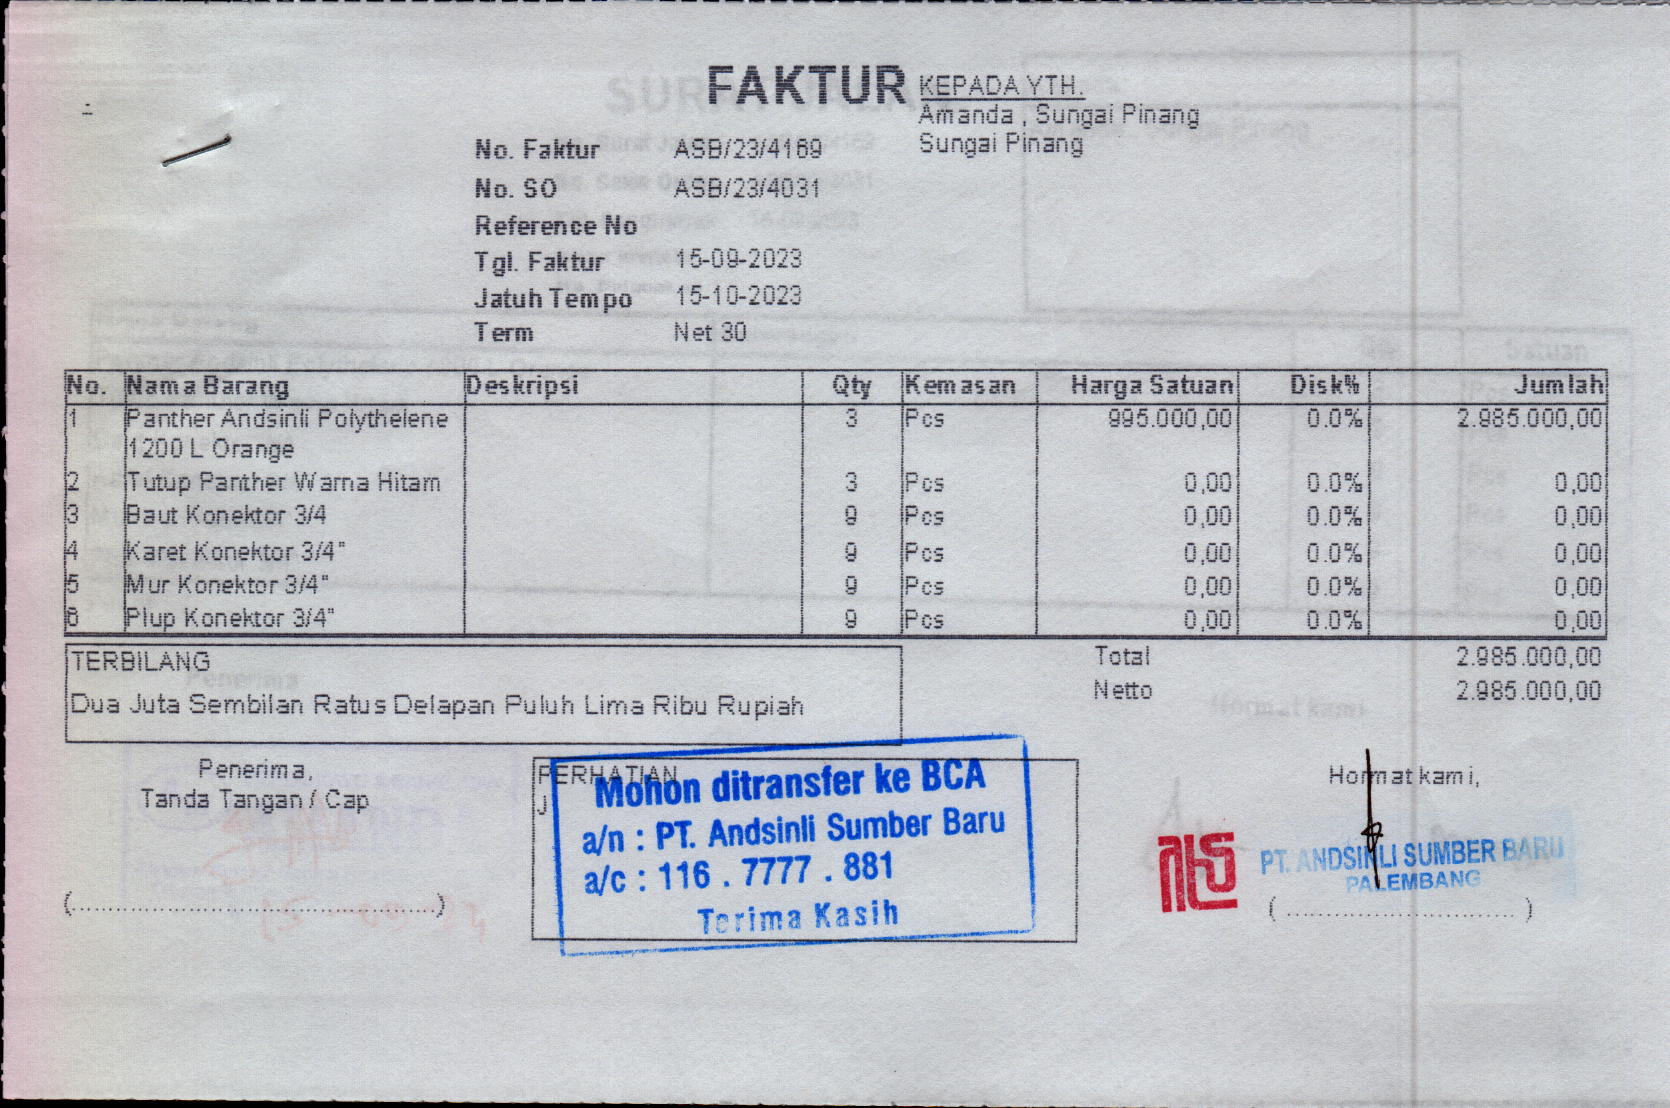 FAKTUR
KEPADA YTH.
Amanda , Sungai Pinang
Sungai Pinang
No. Faktur ASB/23/4169
No. SO ASB/23/4031
Reference No
Tgl. Faktur 15-09-2023
Jatuh Tempo 15-10-2023
Term Net 30
No. Nama Barang Deskripsi Qty Kemasan Harga Satuan Disk% Jumlah
1 Panther Andsinli Polythelene 3 Pcs 995.000,00 0.0% 2.985.000,00
1200 L Orange
2 Tutup Panther Warna Hitam 3 Pcs 0,00 0.0% 0,00
3 Baut Konektor 3/4 9 Pcs 0,00 0.0% 0,00
4 Karet Konektor 3/4" 9 Pcs 0,00 0.0% 0,00
5 Mur Konektor 3/4" 9 Pcs 0,00 0.0% 0,00
6 Plup Konektor 3/4" 9 Pcs 0,00 0.0% 0,00
TERBILANG
Dua Juta Sembilan Ratus Delapan Puluh Lima Ribu Rupiah
Total 2.985.000,00
Netto 2.985.000,00
Penerima,
Tanda Tangan / Cap
(..................................................)
PERHATIAN
Mohon ditransfer ke BCA
a/n : PT. Andsinli Sumber Baru
a/c : 116 . 7777 . 881
Terima Kasih
Hormat kami,
PT. ANDSINLI SUMBER BARU
PALEMBANG
( ................................ )